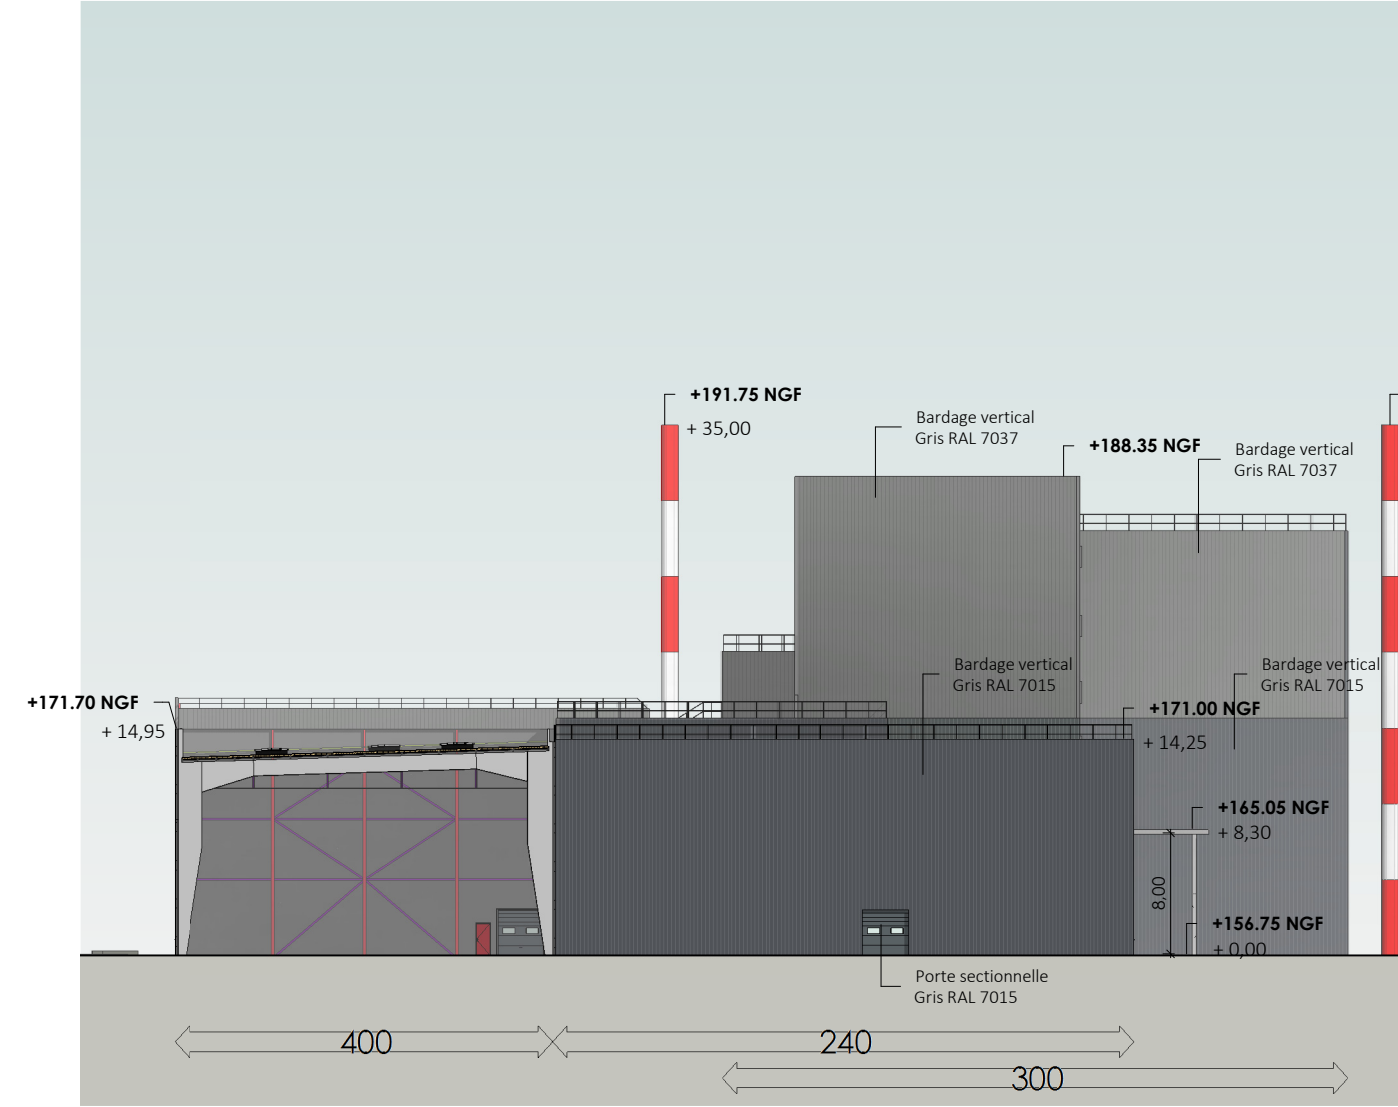 +191.75 NGF
+ 35,00
Bardage vertical
Gris RAL 7037
+188.35 NGF
Bardage vertical
Gris RAL 7037
Bardage vertical
Gris RAL 7015
Bardage vertical
Gris RAL 7015
+171.70 NGF
+ 14,95
+171.00 NGF
+ 14,25
+165.05 NGF
+ 8,30
8,00
+156.75 NGF
+ 0,00
Porte sectionnelle
Gris RAL 7015
400
240
300